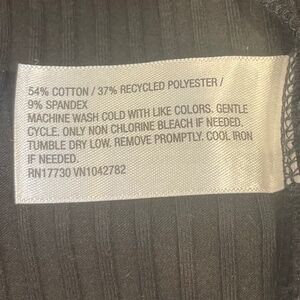 54% COTTON / 37% RECYCLED POLYESTER /
9% SPANDEX
MACHINE WASH COLD WITH LIKE COLORS. GENTLE
CYCLE. ONLY NON CHLORINE BLEACH IF NEEDED.
TUMBLE DRY LOW. REMOVE PROMPTLY. COOL IRON
IF NEEDED.
RN17730 VN1042782